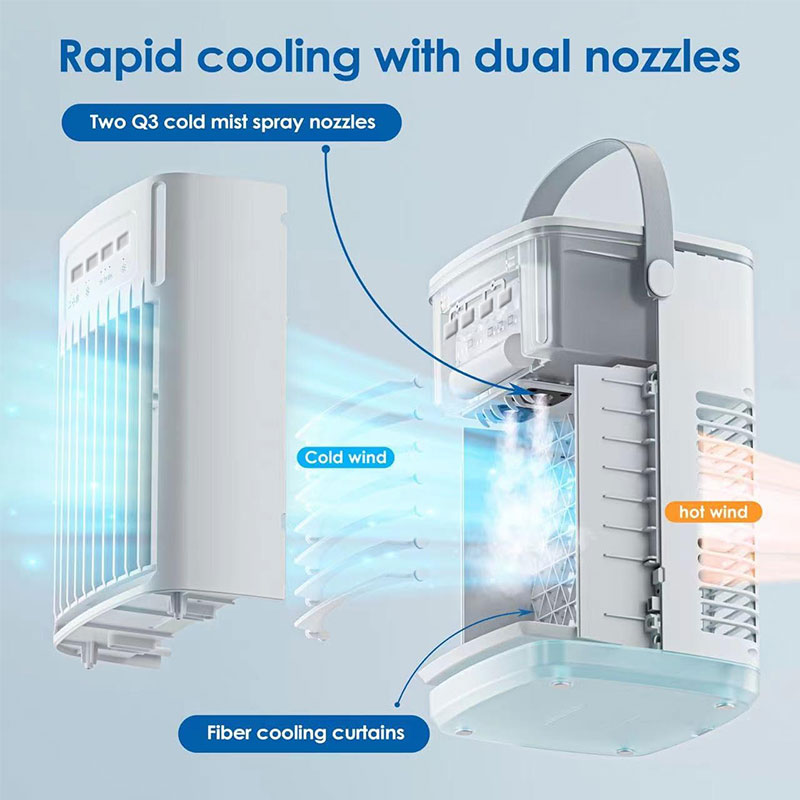 Rapid cooling with dual nozzles
Two Q3 cold mist spray nozzles
Cold wind
hot wind
Fiber cooling curtains